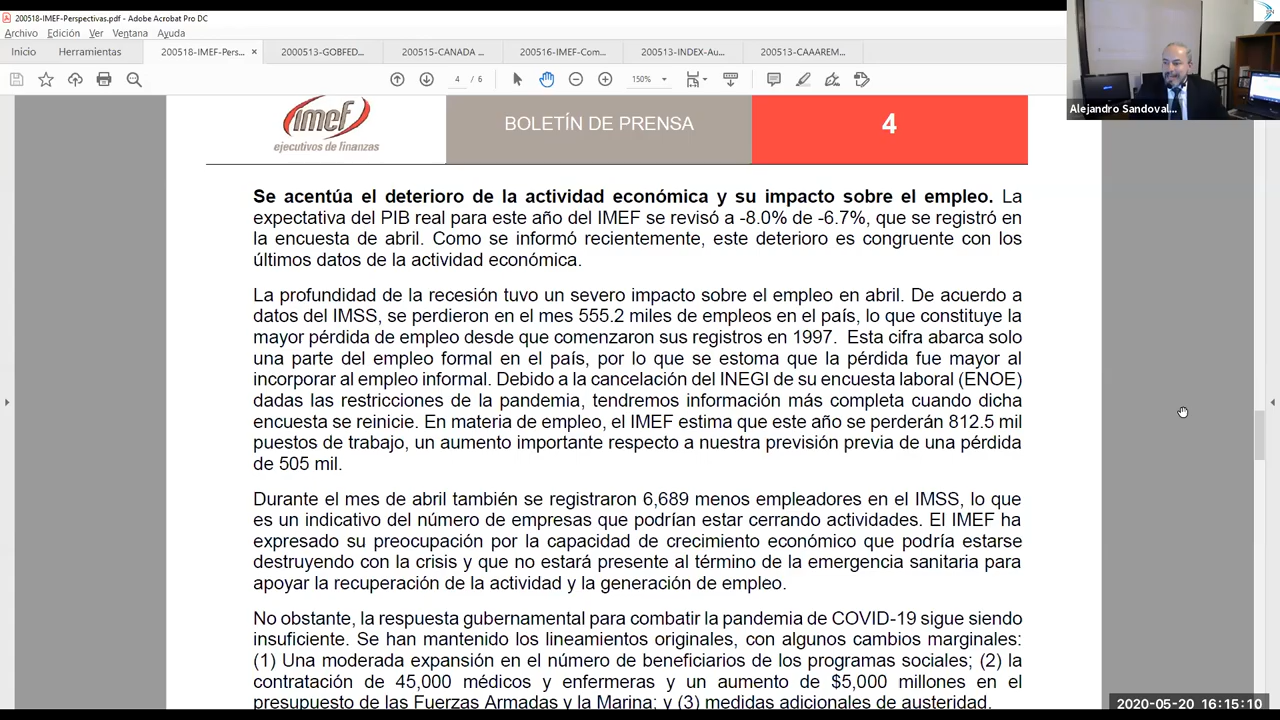 200518-IMEF-Perspectivas.pdf - Adobe Acrobat Pro DC
Archivo Edición Ver Ventana Ayuda
Inicio Herramientas 200518-IMEF-Pers... × 200513-GOBFED... 200515-CANADA ... 200516-IMEF-Com... 200513-INDEX-Au... 200513-CAAAREM...
4 / 6 150%
Alejandro Sandoval...
imef
ejecutivos de finanzas
BOLETÍN DE PRENSA
4
Se acentúa el deterioro de la actividad económica y su impacto sobre el empleo. La
expectativa del PIB real para este año del IMEF se revisó a -8.0% de -6.7%, que se registró en
la encuesta de abril. Como se informó recientemente, este deterioro es congruente con los
últimos datos de la actividad económica.
La profundidad de la recesión tuvo un severo impacto sobre el empleo en abril. De acuerdo a
datos del IMSS, se perdieron en el mes 555.2 miles de empleos en el país, lo que constituye la
mayor pérdida de empleo desde que comenzaron sus registros en 1997. Esta cifra abarca solo
una parte del empleo formal en el país, por lo que se estoma que la pérdida fue mayor al
incorporar al empleo informal. Debido a la cancelación del INEGI de su encuesta laboral (ENOE)
dadas las restricciones de la pandemia, tendremos información más completa cuando dicha
encuesta se reinicie. En materia de empleo, el IMEF estima que este año se perderán 812.5 mil
puestos de trabajo, un aumento importante respecto a nuestra previsión previa de una pérdida
de 505 mil.
Durante el mes de abril también se registraron 6,689 menos empleadores en el IMSS, lo que
es un indicativo del número de empresas que podrían estar cerrando actividades. El IMEF ha
expresado su preocupación por la capacidad de crecimiento económico que podría estarse
destruyendo con la crisis y que no estará presente al término de la emergencia sanitaria para
apoyar la recuperación de la actividad y la generación de empleo.
No obstante, la respuesta gubernamental para combatir la pandemia de COVID-19 sigue siendo
insuficiente. Se han mantenido los lineamientos originales, con algunos cambios marginales:
(1) Una moderada expansión en el número de beneficiarios de los programas sociales; (2) la
contratación de 45,000 médicos y enfermeras y un aumento de $5,000 millones en el
presupuesto de las Fuerzas Armadas y la Marina; y (3) medidas adicionales de austeridad.
2020-05-20 16:15:10